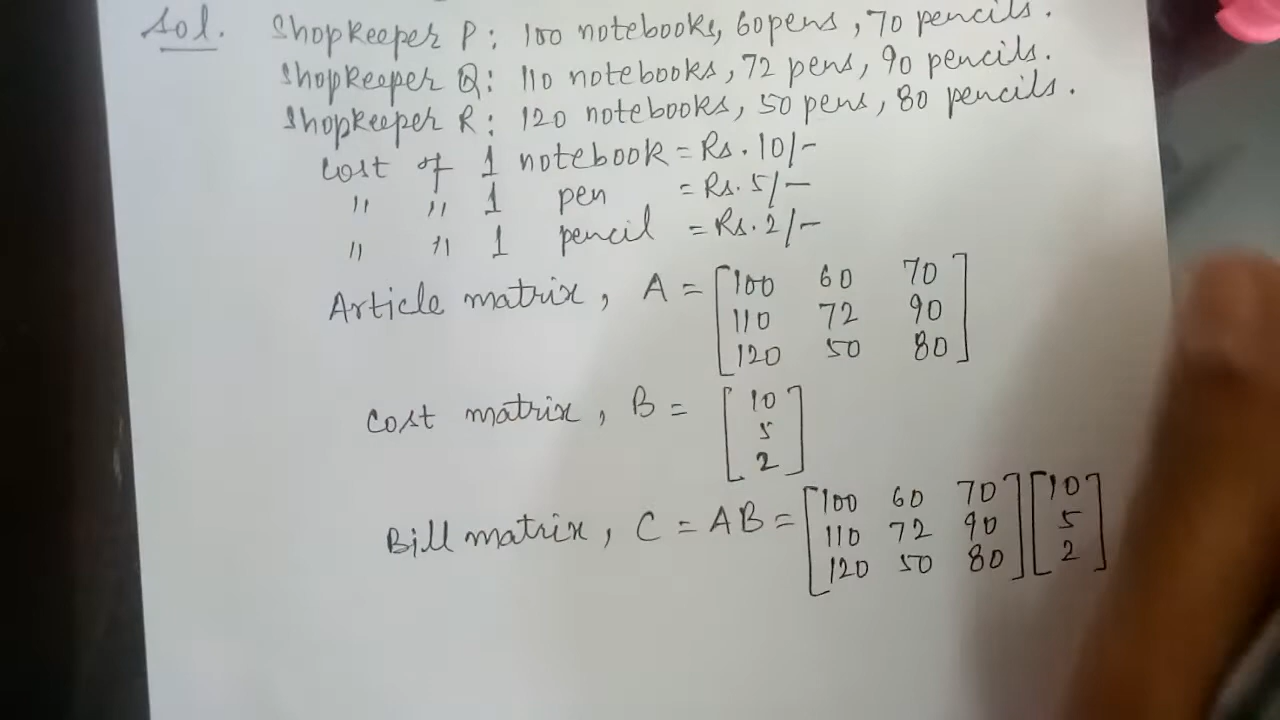 Sol. Shopkeeper P: 100 notebooks, 60 pens, 70 pencils.
Shopkeeper Q: 110 notebooks, 72 pens, 90 pencils.
Shopkeeper R: 120 notebooks, 50 pens, 80 pencils.
Cost of 1 notebook = Rs. 10/-
" " 1 pen = Rs. 5/-
" " 1 pencil = Rs. 2/-
Article matrix, A = [100 60 70
110 72 90
120 50 80]
Cost matrix, B = [10
5
2]
Bill matrix, C = AB = [100 60 70] [10
110 72 90 5
120 50 80] 2]